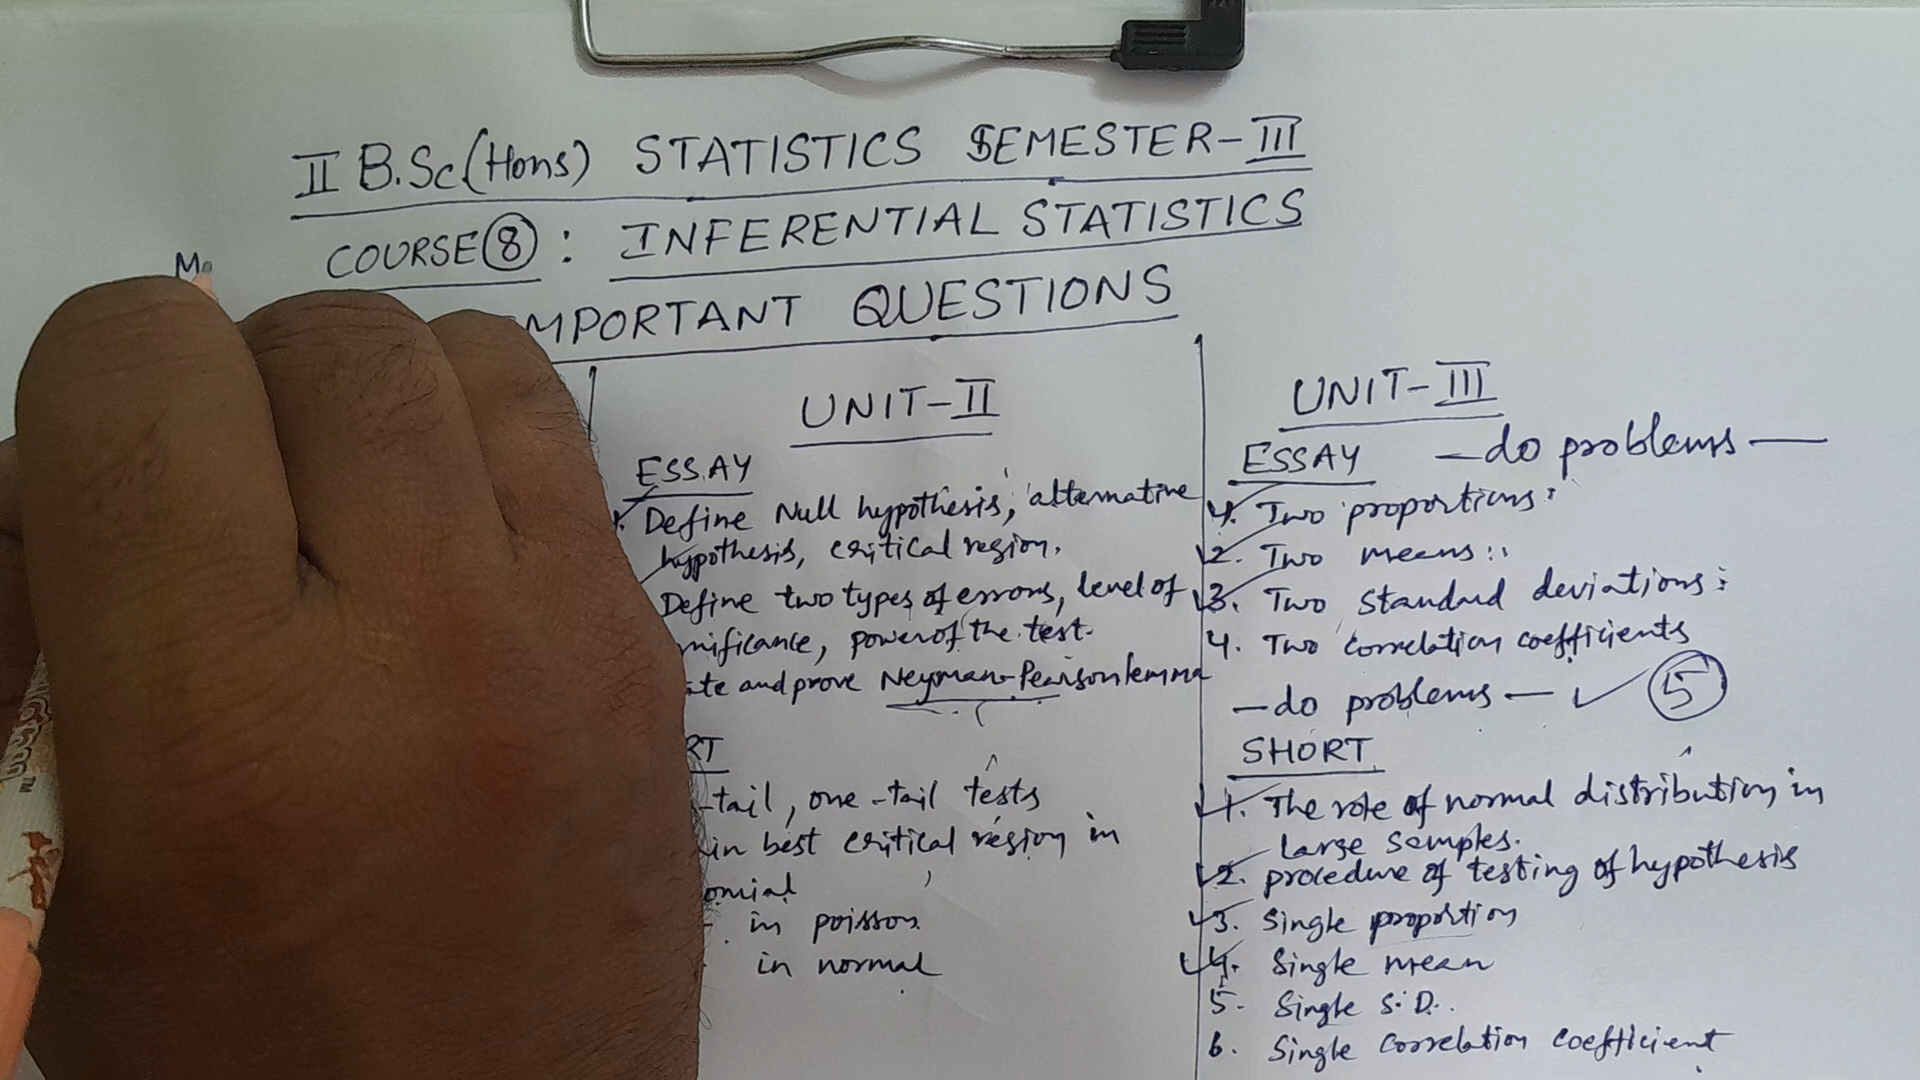 II B.Sc(Hons) STATISTICS SEMESTER-III
COURSE 8 : INFERENTIAL STATISTICS
MPORTANT QUESTIONS
UNIT-II
ESSAY
1. Define Null hypothesis, alternative
hypothesis, critical region.
Define two types of errors, level of
nificance, power of the test.
te and prove Neyman-Pearson lemma
RT
-tail, one-tail tests
in best critical region in
omial
in poisson
in normal
UNIT-III
ESSAY - do problems -
1. Two proportions:
2. Two means::
3. Two Standard deviations:
4. Two correlation coefficients
- do problems - ✓ 5
SHORT
1. The role of normal distribution in
Large samples.
2. procedure of testing of hypothesis
3. Single proportion
4. Single mean
5. Single S.D.
6. Single correlation coefficient